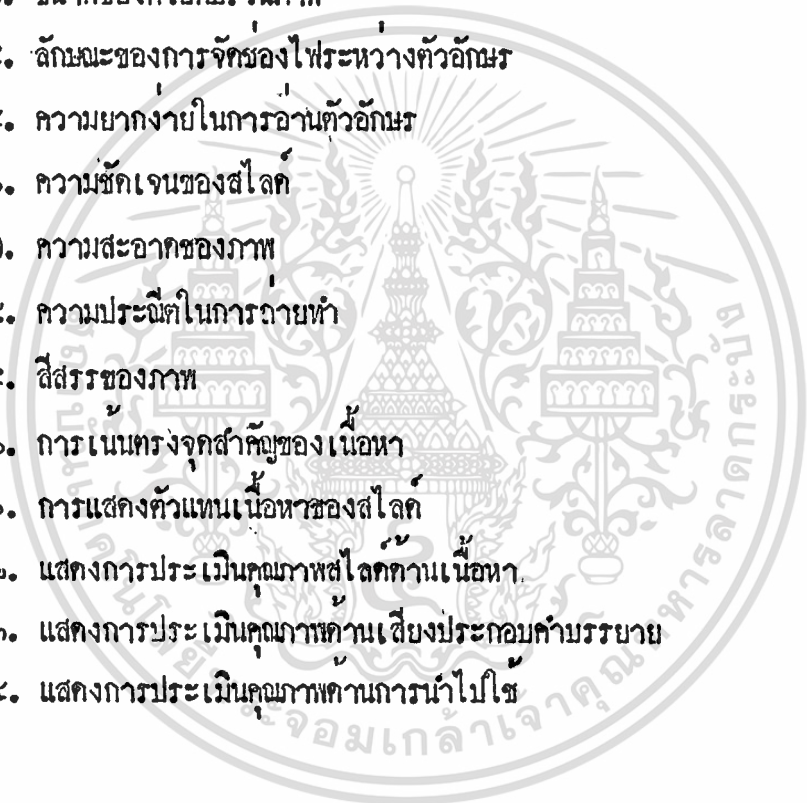 ลักษณะของการจัดช่องไฟระหว่างตัวอักษร
ความยากง่ายในการอ่านตัวอักษร
ความชัดเจนของสไลด์
ความสะอาดของภาพ
ความประณีตในการถ่ายทำ
สีสรรของภาพ
การเน้นตรงจุดสำคัญของเนื้อหา
การแสดงตัวแทนเนื้อหาของสไลด์
แสดงการประเมินคุณภาพสไลด์ด้านเนื้อหา
แสดงการประเมินคุณภาพด้านเสียงประกอบคำบรรยาย
แสดงการประเมินคุณภาพด้านการนำไปใช้